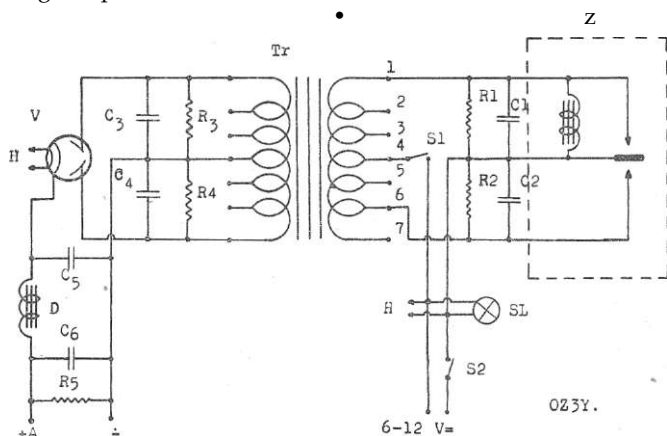 Z
Tr
1
V
C3
R3
2
R1
C1
3
S1
H
4
C4
R4
5
R2
C2
6
7
C5
D
H
SL
C6
S2
R5
+A
÷
6-12 V=
OZ3Y.